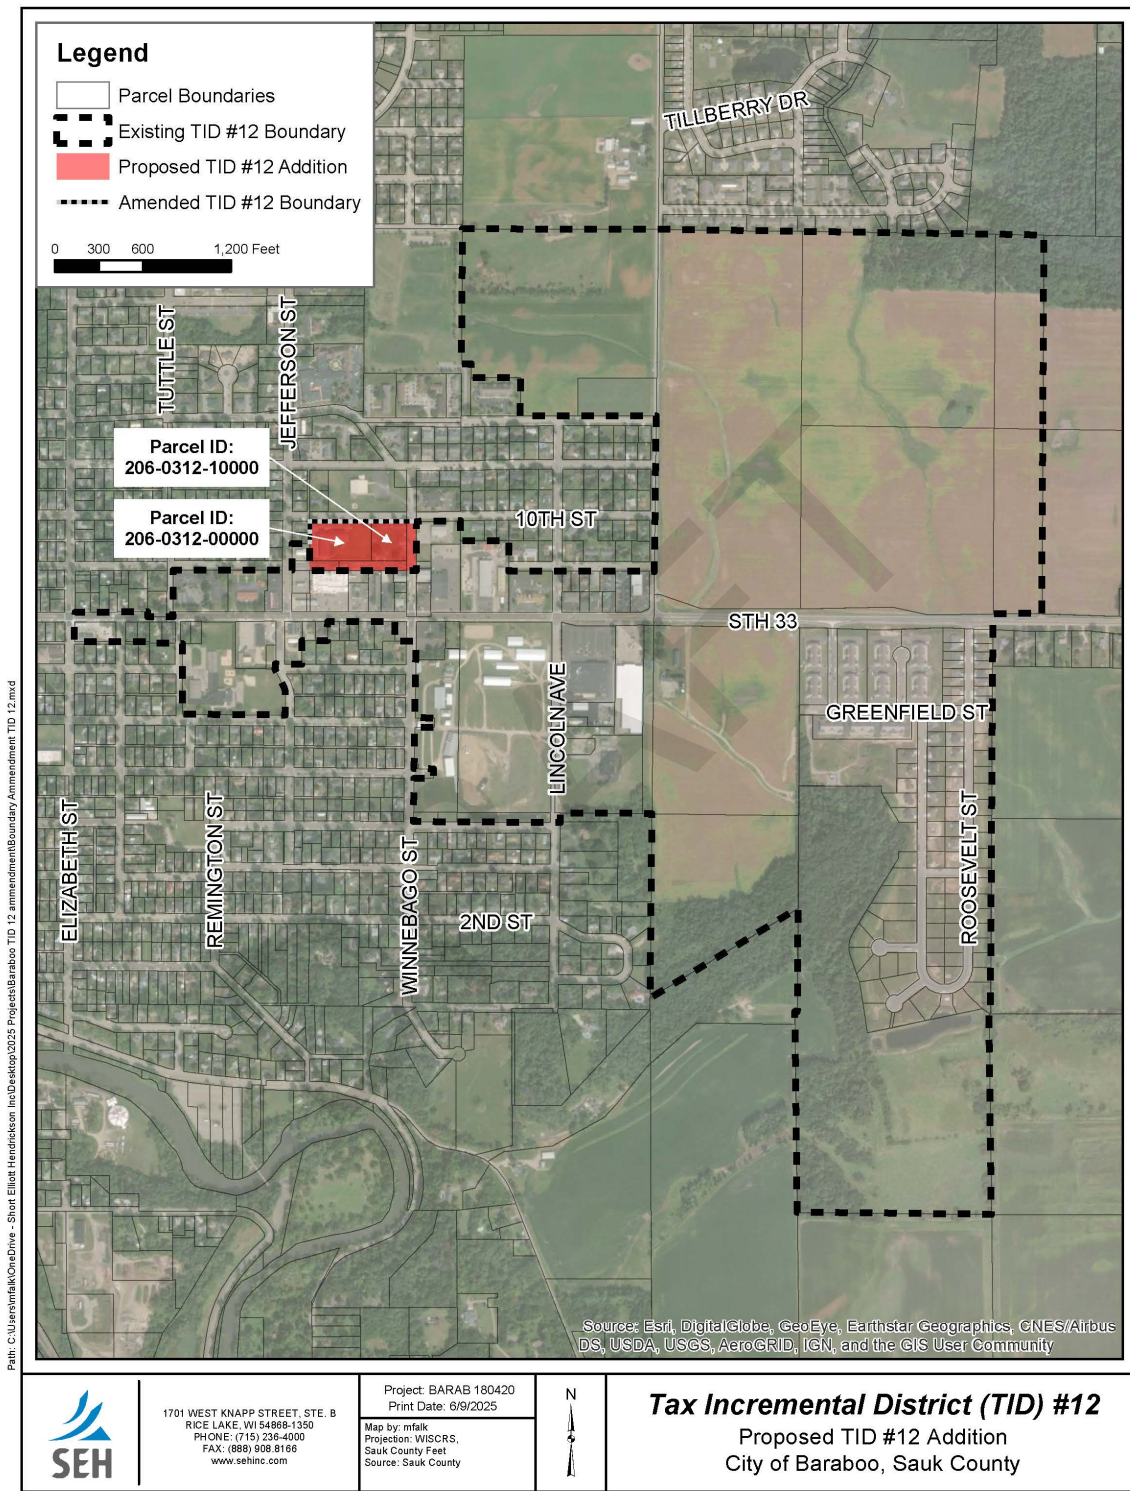 Legend
Parcel Boundaries
Existing TID #12 Boundary
Proposed TID #12 Addition
Amended TID #12 Boundary
0 300 600 1,200 Feet
TILLBERRY DR
TUTTLE ST
JEFFERSON ST
Parcel ID:
206-0312-10000
Parcel ID:
206-0312-00000
10TH ST
STH 33
LINCOLN AVE
GREENFIELD ST
ELIZABETH ST
REMINGTON ST
WINNEBAGO ST
2ND ST
ROOSEVELT ST
DRAFT
Source: Esri, DigitalGlobe, GeoEye, Earthstar Geographics, CNES/Airbus
DS, USDA, USGS, AeroGRID, IGN, and the GIS User Community
Path: C:\Users\mfalk\OneDrive - Short Elliott Hendrickson Inc\Desktop\2025 Projects\Baraboo TID 12 ammendment\Boundary Ammendment TID 12.mxd
SEH
1701 WEST KNAPP STREET, STE. B
RICE LAKE, WI 54868-1350
PHONE: (715) 236-4000
FAX: (888) 908.8166
www.sehinc.com
Project: BARAB 180420
Print Date: 6/9/2025
Map by: mfalk
Projection: WISCRS,
Sauk County Feet
Source: Sauk County
N
Tax Incremental District (TID) #12
Proposed TID #12 Addition
City of Baraboo, Sauk County